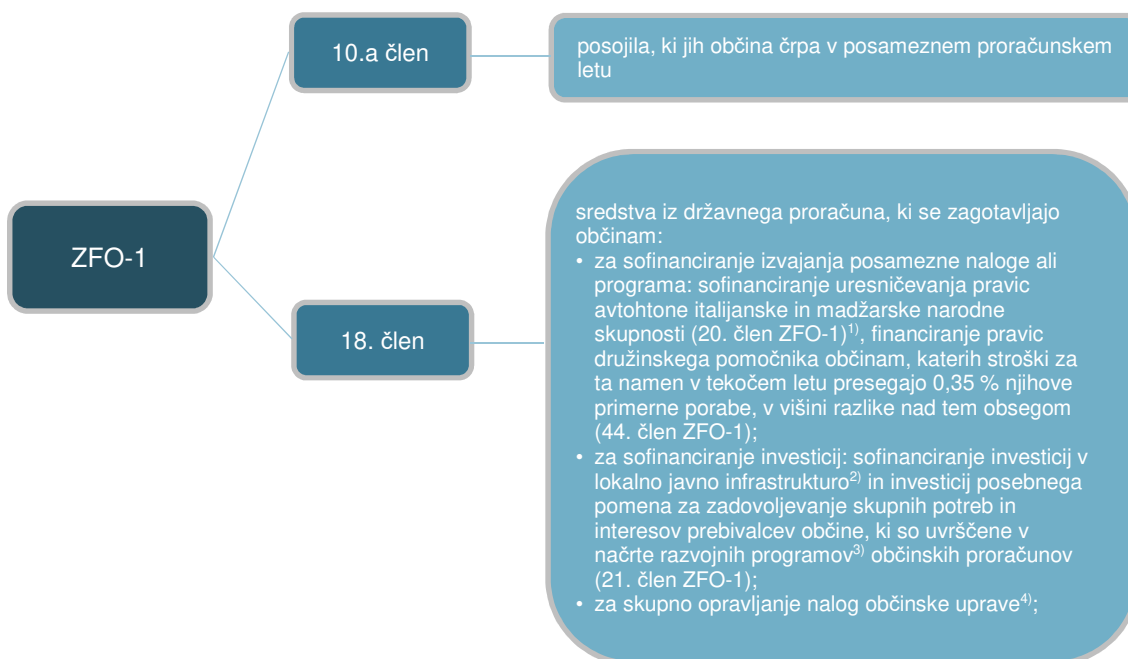 10.a člen
posojila, ki jih občina črpa v posameznem proračunskem
letu
ZFO-1
18. člen
sredstva iz državnega proračuna, ki se zagotavljajo
občinam:
• za sofinanciranje izvajanja posamezne naloge ali
programa: sofinanciranje uresničevanja pravic
avtohtone italijanske in madžarske narodne
skupnosti (20. člen ZFO-1)¹⁾, financiranje pravic
družinskega pomočnika občinam, katerih stroški za
ta namen v tekočem letu presegajo 0,35 % njihove
primerne porabe, v višini razlike nad tem obsegom
(44. člen ZFO-1);
• za sofinanciranje investicij: sofinanciranje investicij v
lokalno javno infrastrukturo²⁾ in investicij posebnega
pomena za zadovoljevanje skupnih potreb in
interesov prebivalcev občine, ki so uvrščene v
načrte razvojnih programov³⁾ občinskih proračunov
(21. člen ZFO-1);
• za skupno opravljanje nalog občinske uprave⁴⁾;